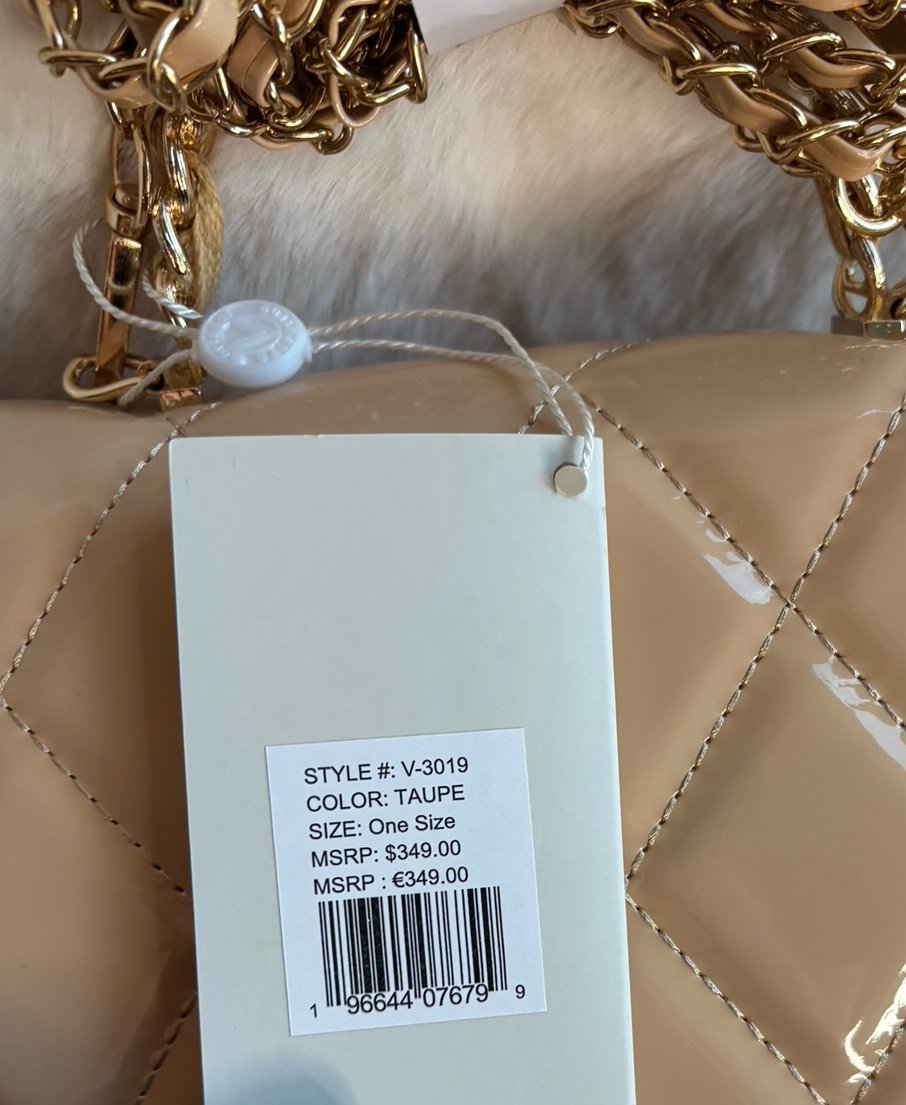 STYLE #: V-3019
COLOR: TAUPE
SIZE: One Size
MSRP: $349.00
MSRP : €349.00
1 96644 07679 9